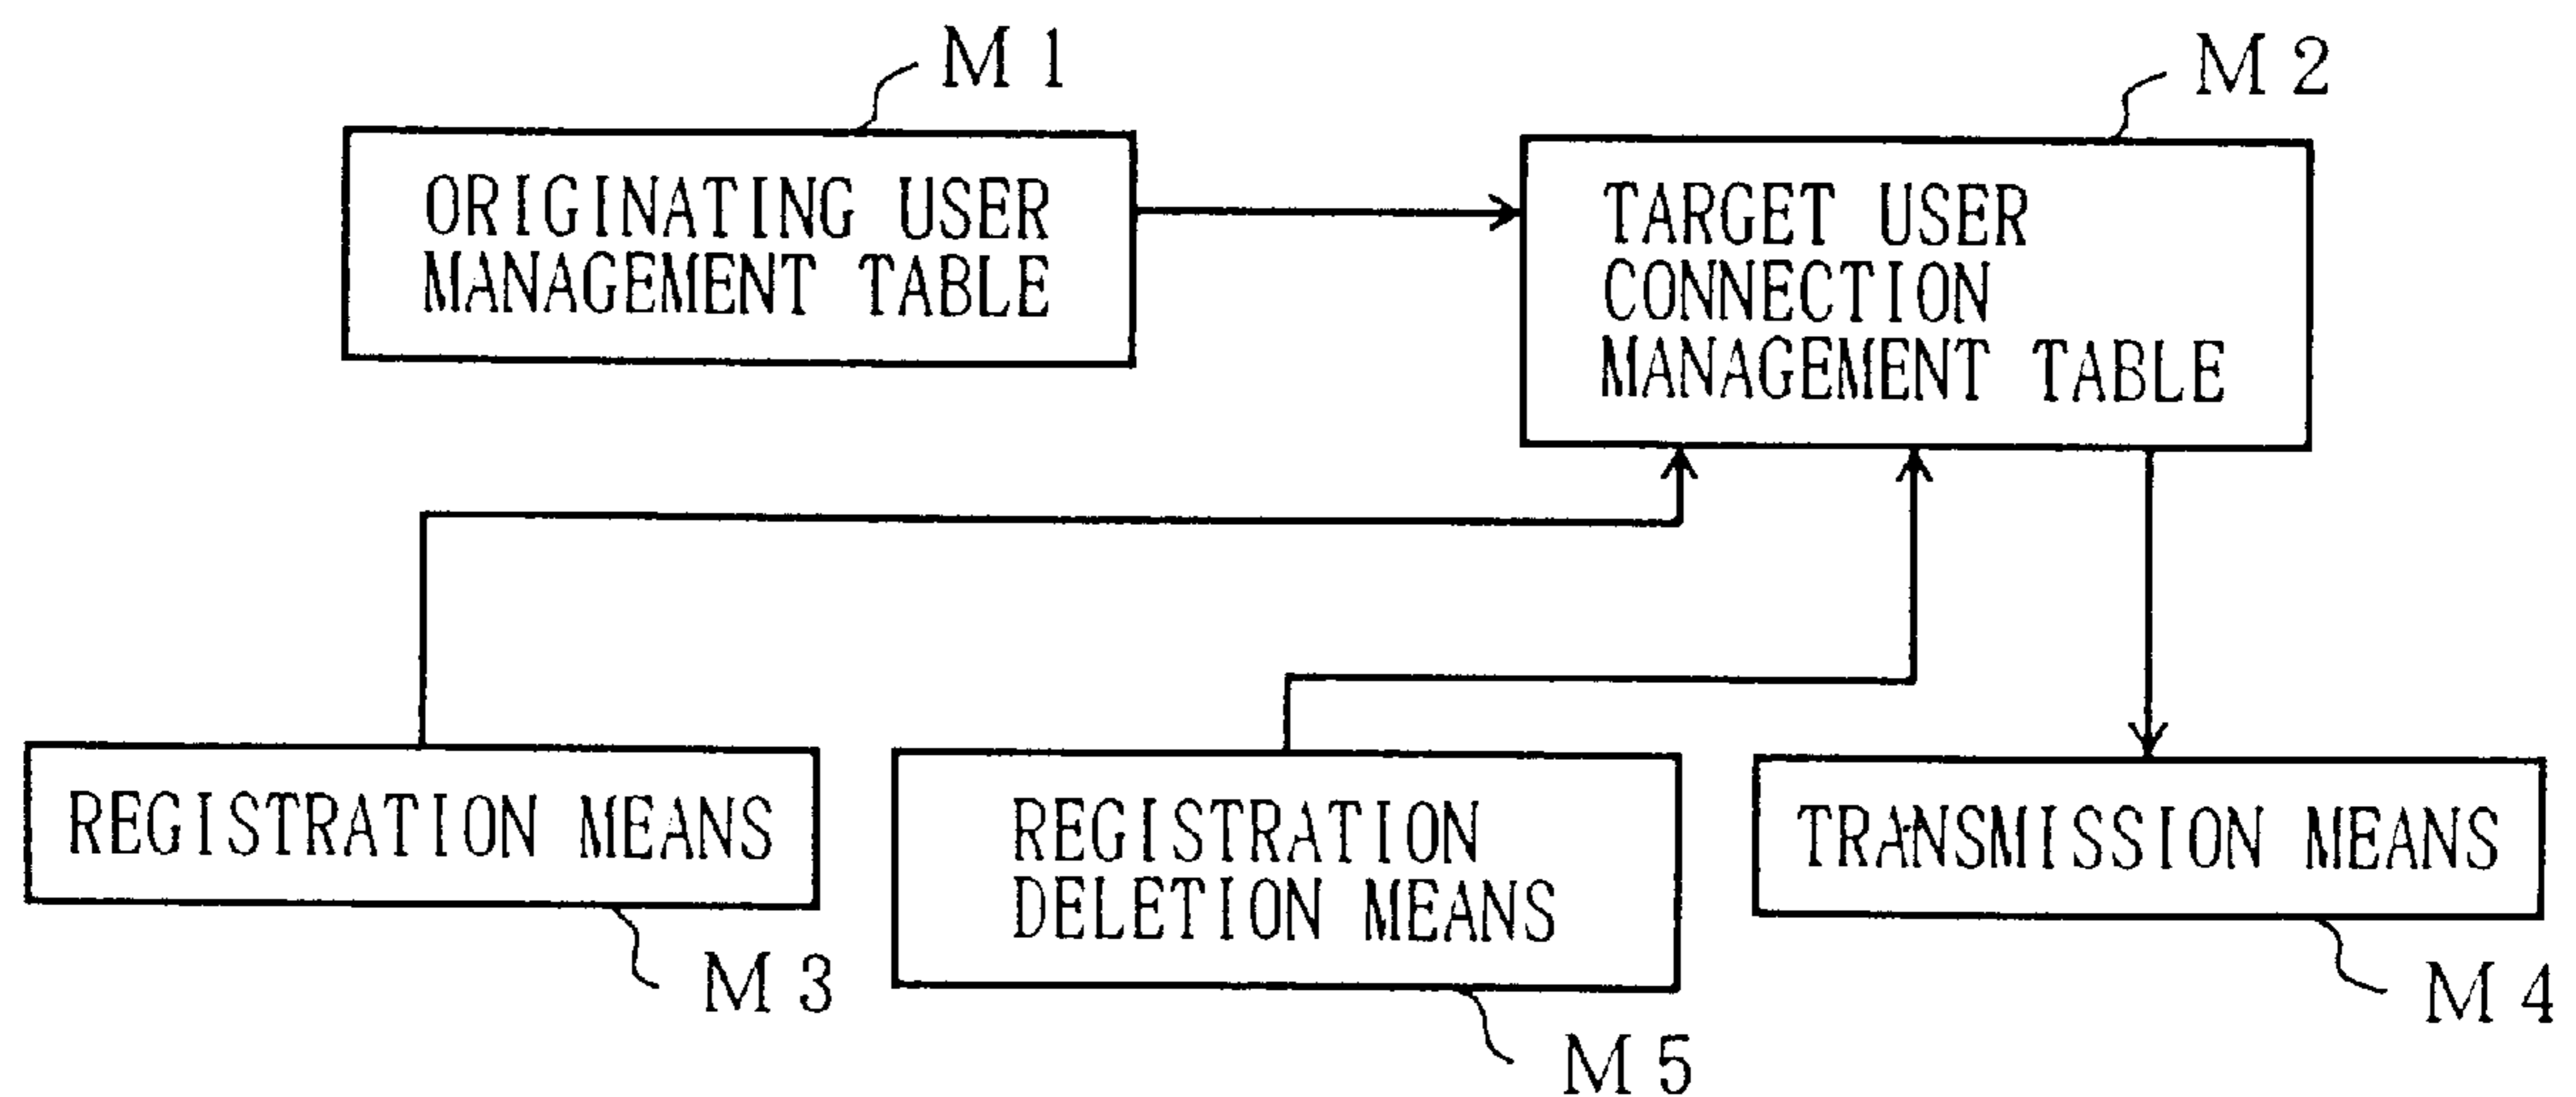 M1
M2
ORIGINATING USER
MANAGEMENT TABLE
TARGET USER
CONNECTION
MANAGEMENT TABLE
REGISTRATION MEANS
REGISTRATION
DELETION MEANS
TRANSMISSION MEANS
M3
M5
M4